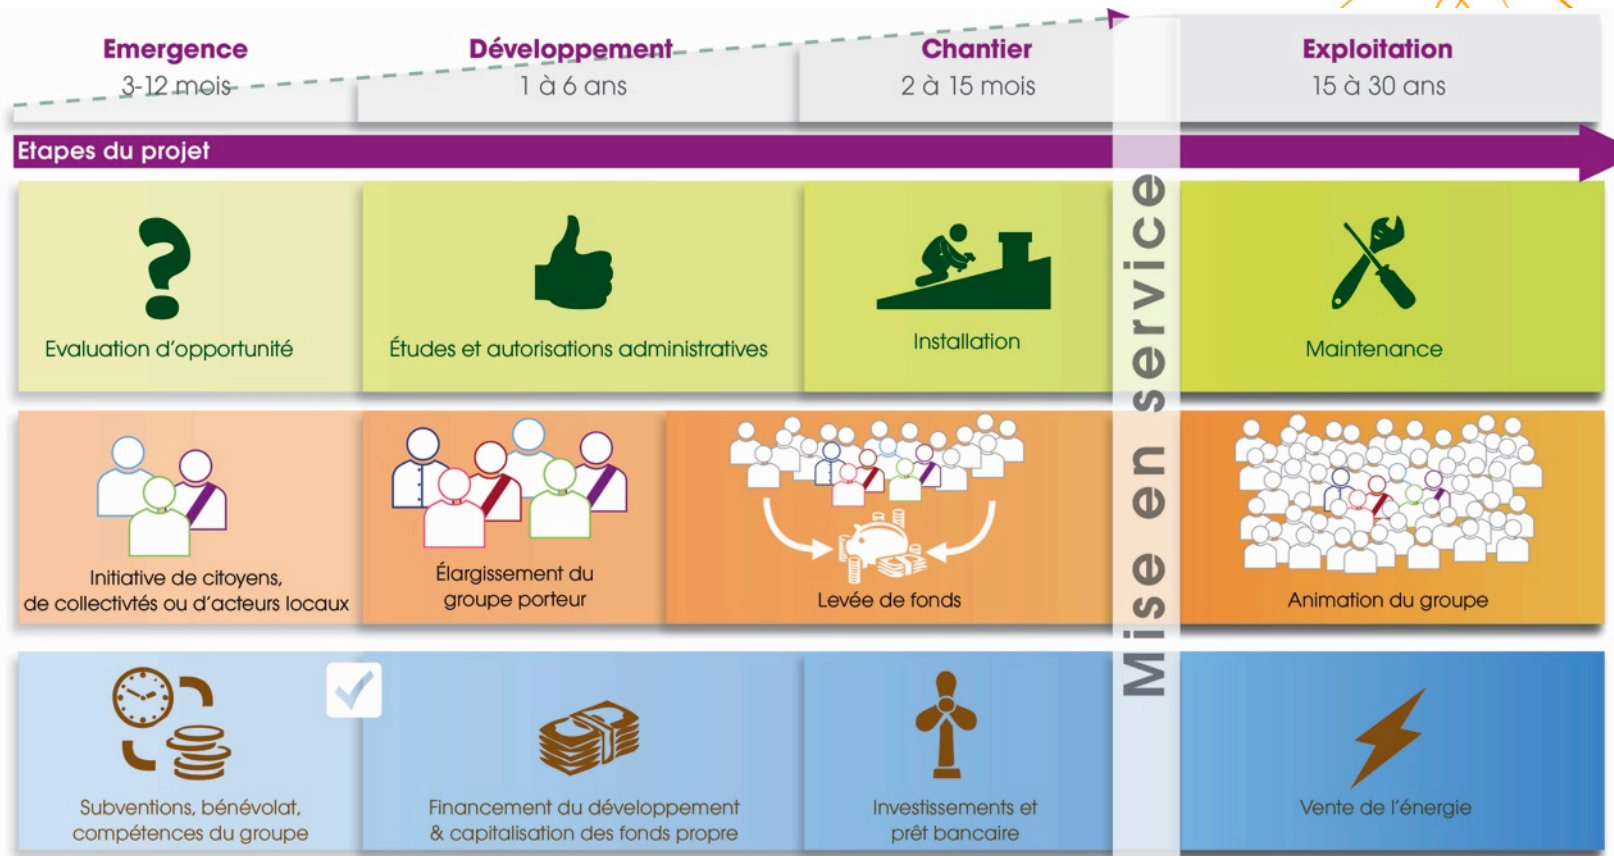 Emergence
3-12 mois
Développement
1 à 6 ans
Chantier
2 à 15 mois
Exploitation
15 à 30 ans
Etapes du projet
Mise en service
Evaluation d'opportunité
Études et autorisations administratives
Installation
Maintenance
Initiative de citoyens,
de collectivtés ou d'acteurs locaux
Élargissement du
groupe porteur
Levée de fonds
Animation du groupe
Subventions, bénévolat,
compétences du groupe
Financement du développement
& capitalisation des fonds propre
Investissements et
prêt bancaire
Vente de l'énergie